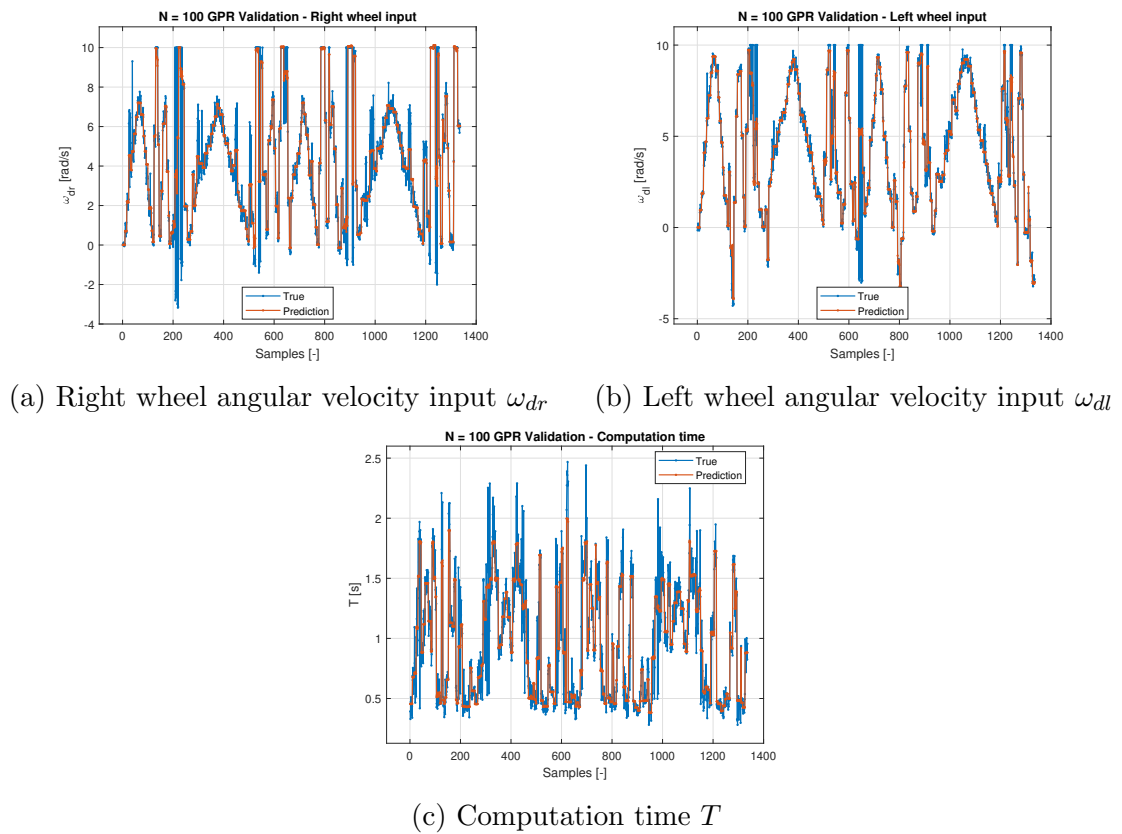 N = 100 GPR Validation - Right wheel input
10
8
6
4
2
0
-2
-4
ω_dr [rad/s]
0 200 400 600 800 1000 1200 1400
Samples [-]
True
Prediction
N = 100 GPR Validation - Left wheel input
10
5
0
-5
ω_dl [rad/s]
0 200 400 600 800 1000 1200 1400
Samples [-]
True
Prediction
(a) Right wheel angular velocity input ω_dr
(b) Left wheel angular velocity input ω_dl
N = 100 GPR Validation - Computation time
2.5
2
1.5
1
0.5
T [s]
0 200 400 600 800 1000 1200 1400
Samples [-]
True
Prediction
(c) Computation time T